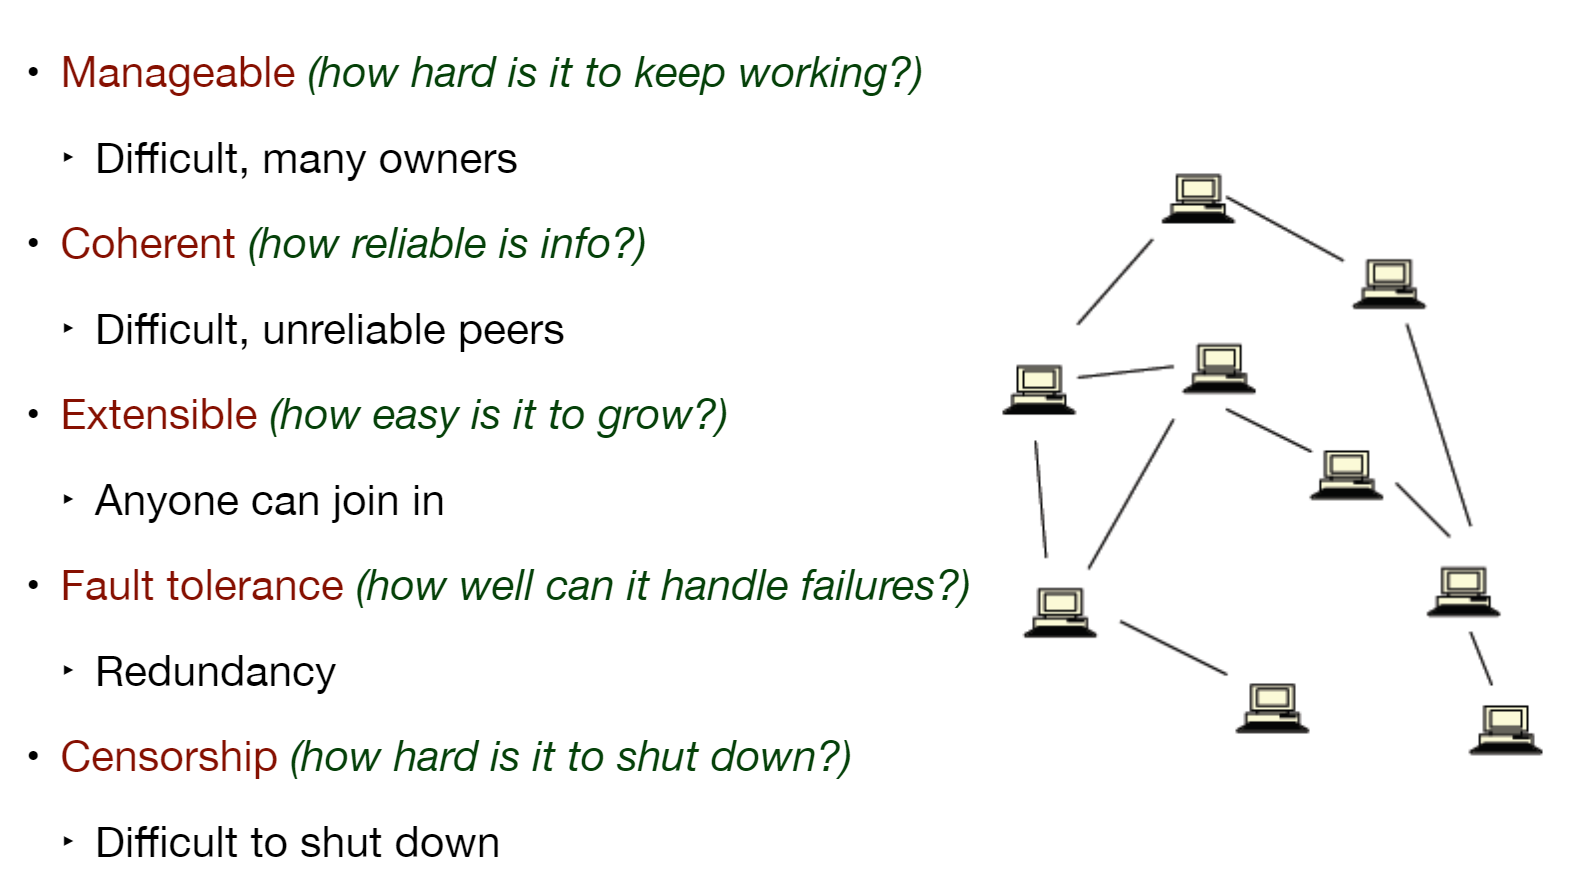 • Manageable (how hard is it to keep working?)
‣ Difficult, many owners
• Coherent (how reliable is info?)
‣ Difficult, unreliable peers
• Extensible (how easy is it to grow?)
‣ Anyone can join in
• Fault tolerance (how well can it handle failures?)
‣ Redundancy
• Censorship (how hard is it to shut down?)
‣ Difficult to shut down